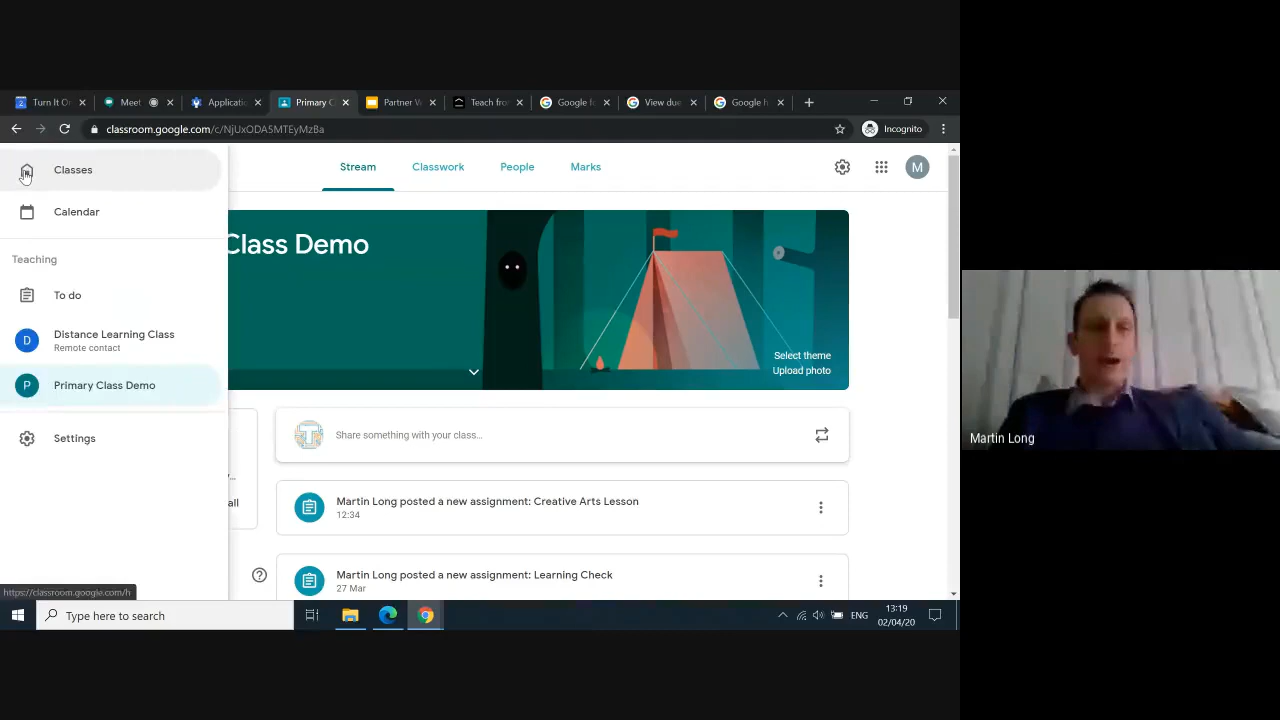 Turn It O
Meet
Applicatio
Primary C
Partner W
Teach fro
Google fo
View due
Google h
classroom.google.com/c/NjUxODA5MTEyMzBa
Incognito
Classes
Stream
Classwork
People
Marks
M
Calendar
Class Demo
Teaching
To do
D
Distance Learning Class
Remote contact
Select theme
Upload photo
P
Primary Class Demo
Share something with your class...
Settings
Martin Long
all
Martin Long posted a new assignment: Creative Arts Lesson
12:34
Martin Long posted a new assignment: Learning Check
27 Mar
https://classroom.google.com/h
Type here to search
ENG
13:19
02/04/20